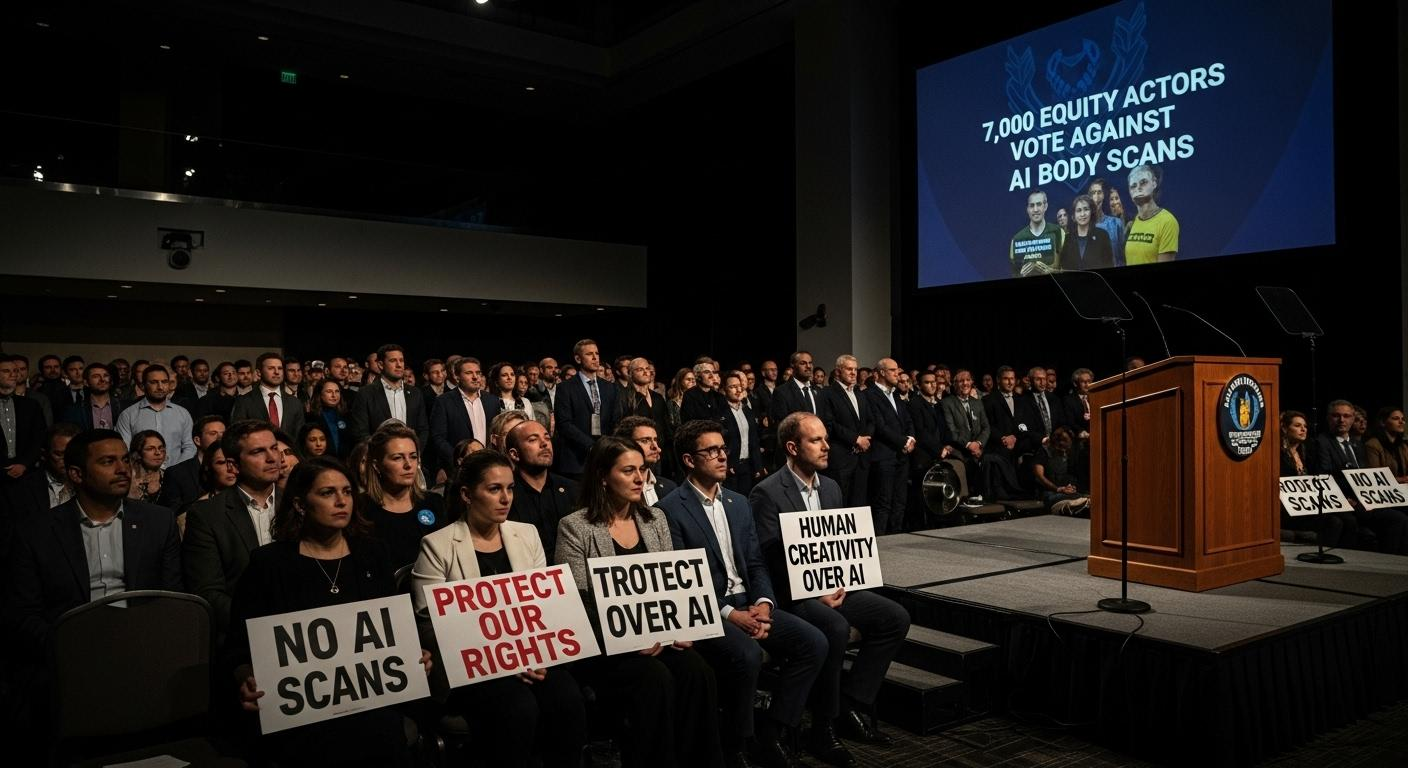 7,000 EQUITY ACTORS
VOTE AGAINST
AI BODY SCANS
NO AI
SCANS
PROTECT
OUR
RIGHTS
TROTECT
OVER AI
HUMAN
CREATIVITY
OVER AI
SCANS
NO AI
SCANS